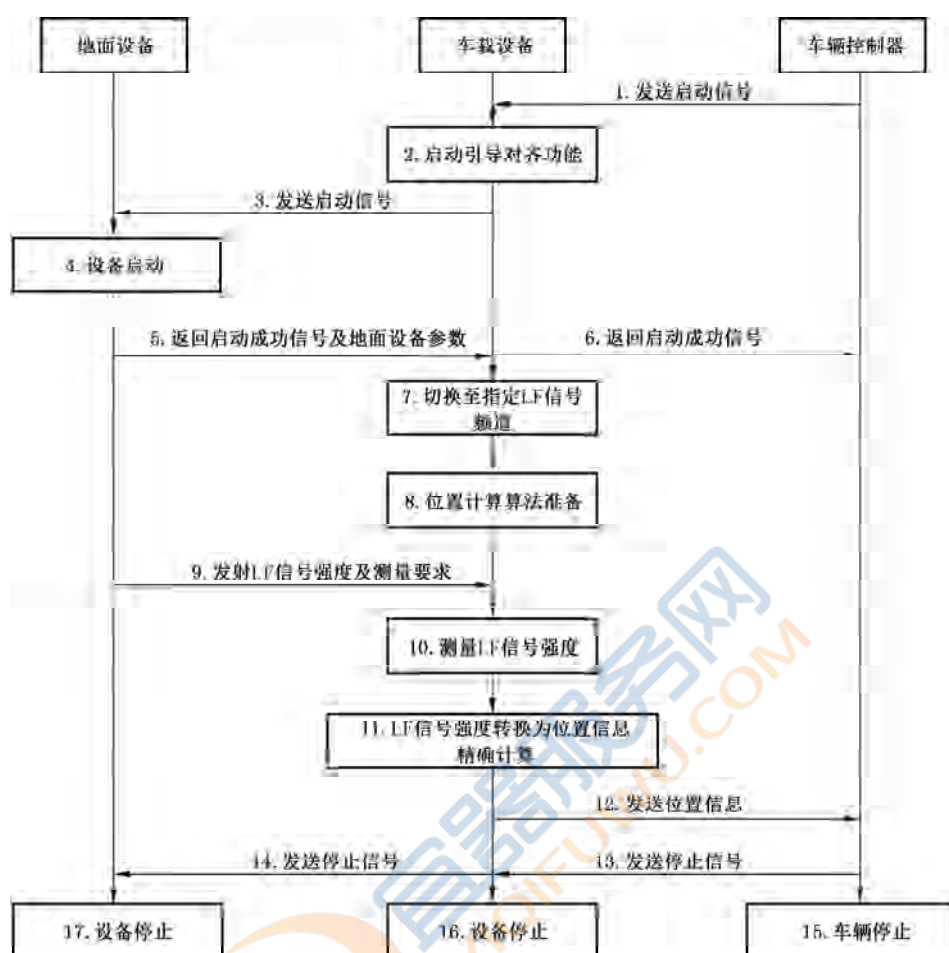 地面设备
车载设备
车辆控制器
1. 发送启动信号
2. 启动引导对齐功能
3. 发送启动信号
4. 设备启动
5. 返回启动成功信号及地面设备参数
6. 返回启动成功信号
7. 切换至指定LF信号
频道
8. 位置计算算法准备
9. 发射LF信号强度及测量要求
10. 测量LF信号强度
11. LF信号强度转换为位置信息
精确计算
12. 发送位置信息
14. 发送停止信号
13. 发送停止信号
17. 设备停止
16. 设备停止
15. 车辆停止